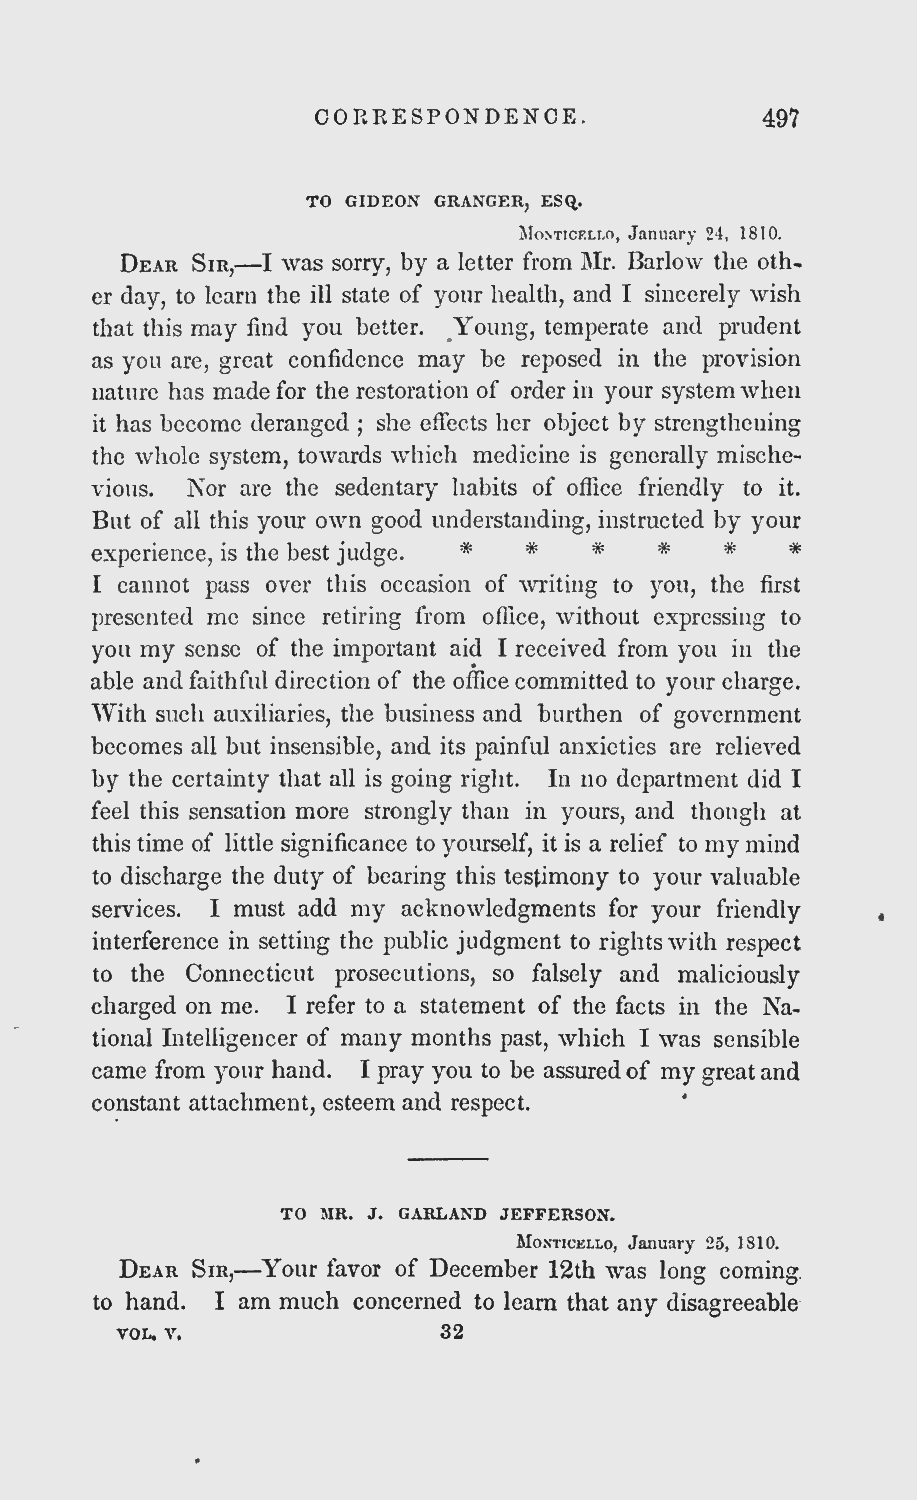 CORRESPONDENCE. 497
TO GIDEON GRANGER, ESQ.
MONTICELLO, January 24, 1810.
DEAR SIR,—I was sorry, by a letter from Mr. Barlow the oth-
er day, to learn the ill state of your health, and I sincerely wish
that this may find you better. Young, temperate and prudent
as you are, great confidence may be reposed in the provision
nature has made for the restoration of order in your system when
it has become deranged ; she effects her object by strengthening
the whole system, towards which medicine is generally mische-
vious. Nor are the sedentary habits of office friendly to it.
But of all this your own good understanding, instructed by your
experience, is the best judge. * * * * * *
I cannot pass over this occasion of writing to you, the first
presented me since retiring from office, without expressing to
you my sense of the important aid I received from you in the
able and faithful direction of the office committed to your charge.
With such auxiliaries, the business and burthen of government
becomes all but insensible, and its painful anxieties are relieved
by the certainty that all is going right. In no department did I
feel this sensation more strongly than in yours, and though at
this time of little significance to yourself, it is a relief to my mind
to discharge the duty of bearing this testimony to your valuable
services. I must add my acknowledgments for your friendly
interference in setting the public judgment to rights with respect
to the Connecticut prosecutions, so falsely and maliciously
charged on me. I refer to a statement of the facts in the Na-
tional Intelligencer of many months past, which I was sensible
came from your hand. I pray you to be assured of my great and
constant attachment, esteem and respect.
TO MR. J. GARLAND JEFFERSON.
MONTICELLO, January 25, 1810.
DEAR SIR,—Your favor of December 12th was long coming
to hand. I am much concerned to learn that any disagreeable
VOL. V. 32